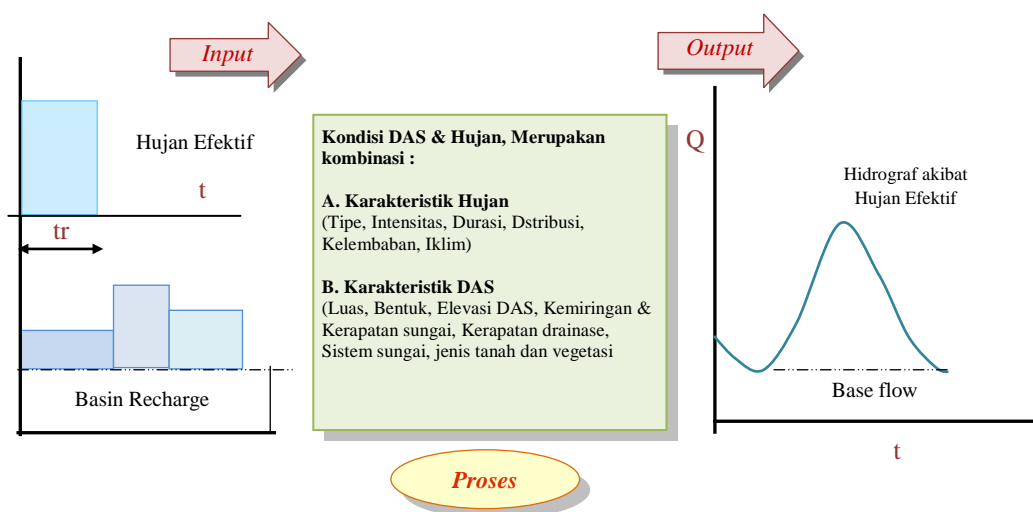 Input
Output
Hujan Efektif
t
tr
Basin Recharge
Kondisi DAS & Hujan, Merupakan
kombinasi :
A. Karakteristik Hujan
(Tipe, Intensitas, Durasi, Dstribusi,
Kelembaban, Iklim)
B. Karakteristik DAS
(Luas, Bentuk, Elevasi DAS, Kemiringan &
Kerapatan sungai, Kerapatan drainase,
Sistem sungai, jenis tanah dan vegetasi
Proses
Q
Hidrograf akibat
Hujan Efektif
Base flow
t